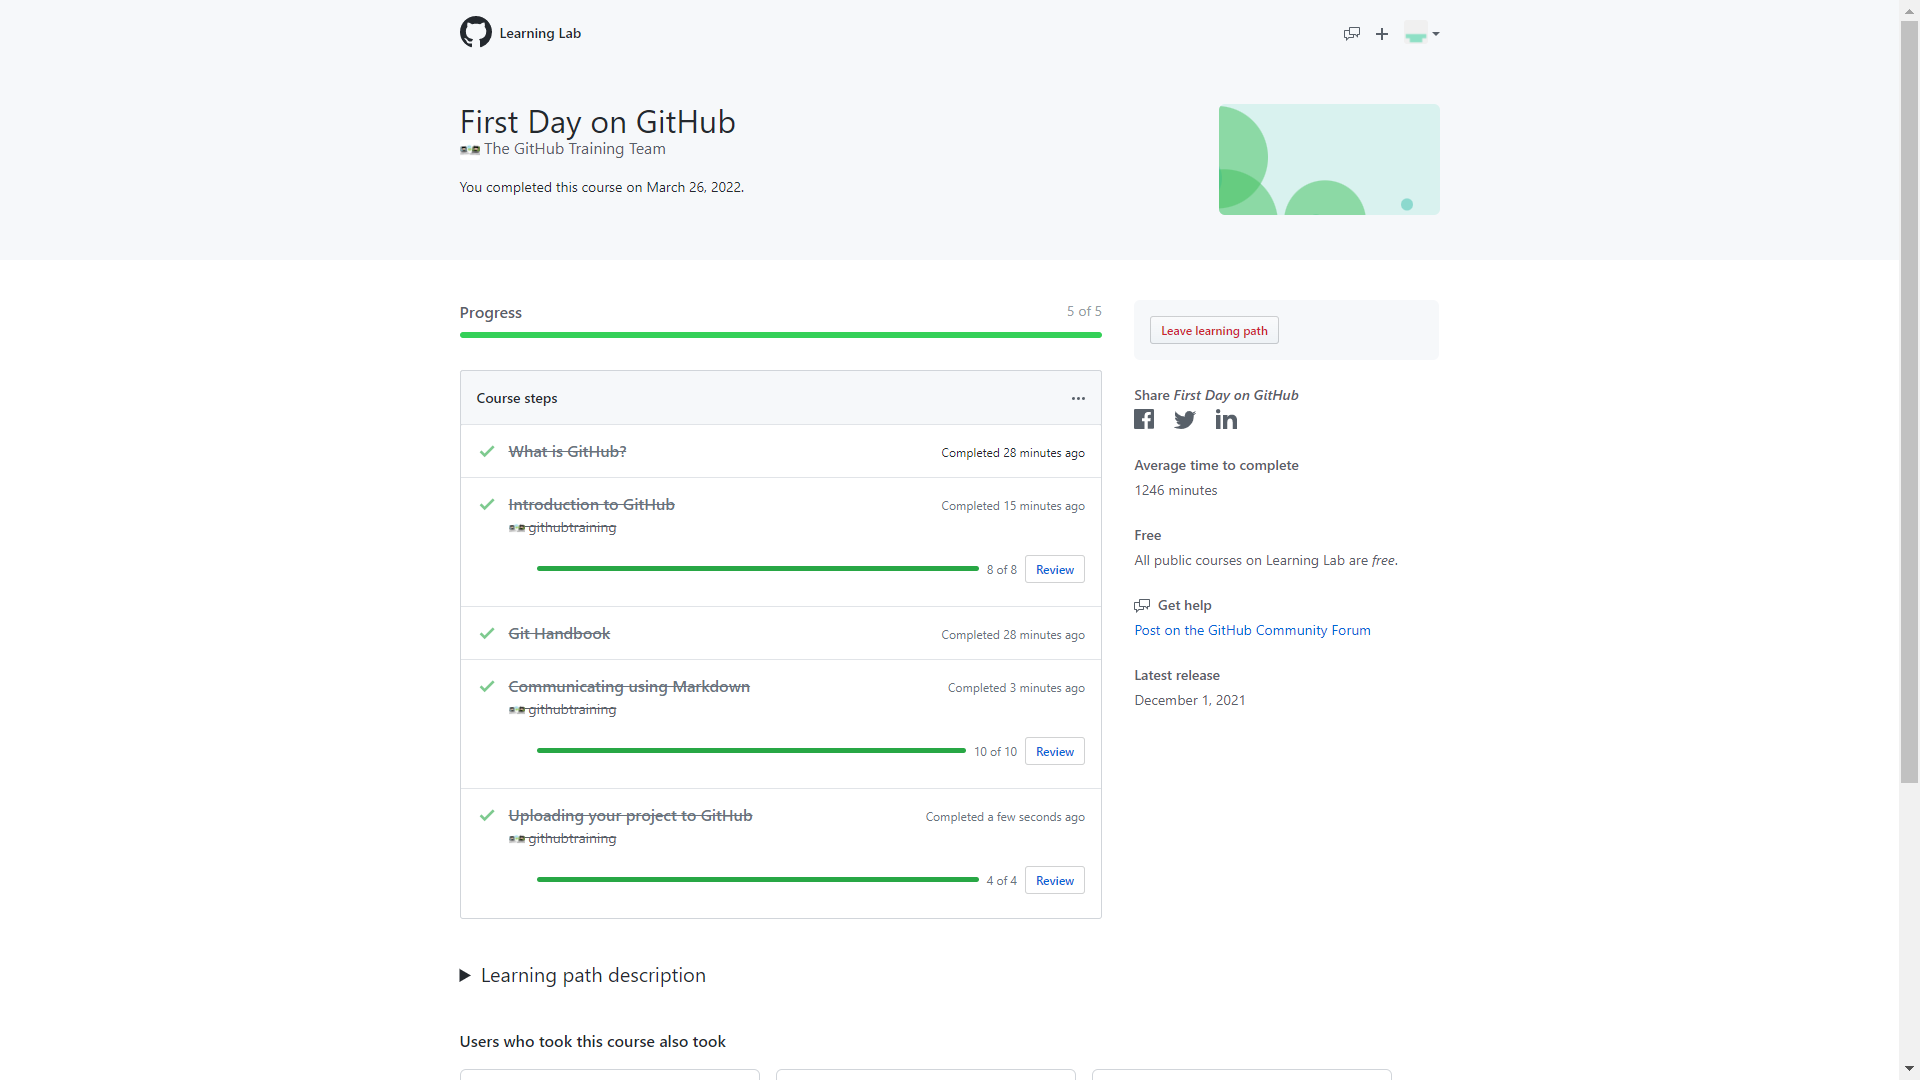 Learning Lab
First Day on GitHub
The GitHub Training Team
You completed this course on March 26, 2022.
Progress
5 of 5
Course steps
What is GitHub?
Completed 28 minutes ago
Introduction to GitHub
Completed 15 minutes ago
githubtraining
8 of 8
Review
Git Handbook
Completed 28 minutes ago
Communicating using Markdown
Completed 3 minutes ago
githubtraining
10 of 10
Review
Uploading your project to GitHub
Completed a few seconds ago
githubtraining
4 of 4
Review
Leave learning path
Share First Day on GitHub
Average time to complete
1246 minutes
Free
All public courses on Learning Lab are free.
Get help
Post on the GitHub Community Forum
Latest release
December 1, 2021
Learning path description
Users who took this course also took